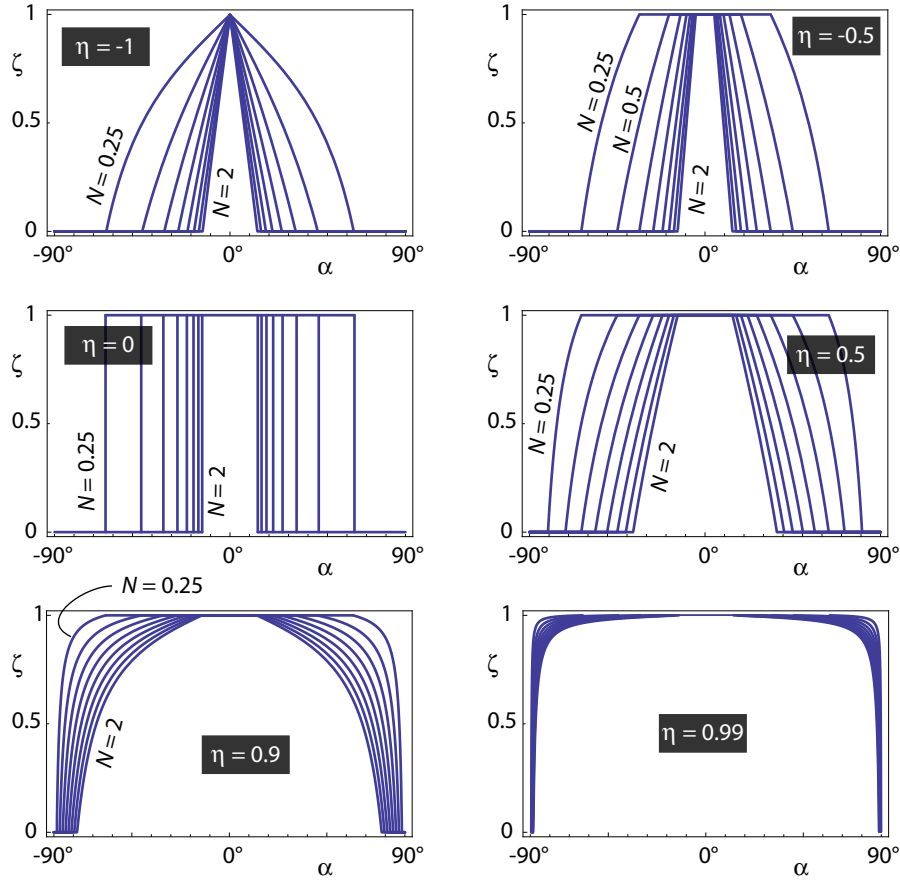 η = -1
ζ
1
0.5
0
N = 0.25
N = 2
-90°
0°
90°
α
η = -0.5
ζ
1
0.5
0
N = 0.25
N = 0.5
N = 2
-90°
0°
90°
α
η = 0
ζ
1
0.5
0
N = 0.25
N = 2
-90°
0°
90°
α
η = 0.5
ζ
1
0.5
0
N = 0.25
N = 2
-90°
0°
90°
α
N = 0.25
η = 0.9
ζ
1
0.5
0
N = 2
-90°
0°
90°
α
η = 0.99
ζ
1
0.5
0
-90°
0°
90°
α